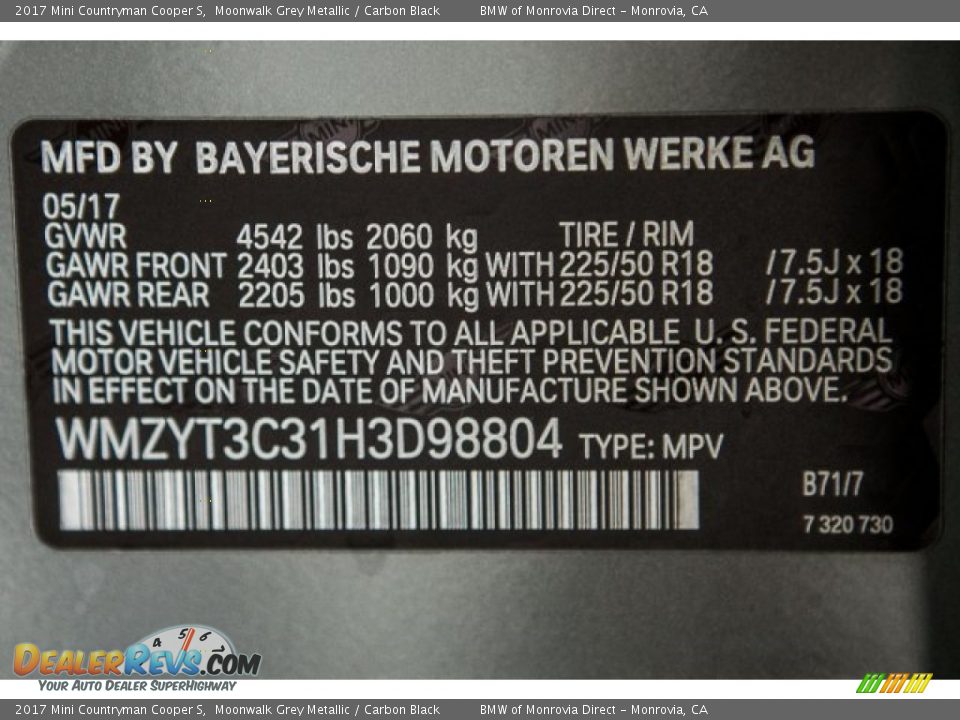 2017 Mini Countryman Cooper S, Moonwalk Grey Metallic / Carbon Black BMW of Monrovia Direct - Monrovia, CA
MFD BY BAYERISCHE MOTOREN WERKE AG
05/17
GVWR 4542 lbs 2060 kg TIRE / RIM
GAWR FRONT 2403 lbs 1090 kg WITH 225/50 R18 / 7.5J x 18
GAWR REAR 2205 lbs 1000 kg WITH 225/50 R18 / 7.5J x 18
THIS VEHICLE CONFORMS TO ALL APPLICABLE U. S. FEDERAL
MOTOR VEHICLE SAFETY AND THEFT PREVENTION STANDARDS
IN EFFECT ON THE DATE OF MANUFACTURE SHOWN ABOVE.
WMZYT3C31H3D98804 TYPE: MPV
B71/7
7 320 730
4 5 6
DEALERREVS.COM
YOUR AUTO DEALER SUPERHIGHWAY
2017 Mini Countryman Cooper S, Moonwalk Grey Metallic / Carbon Black BMW of Monrovia Direct - Monrovia, CA